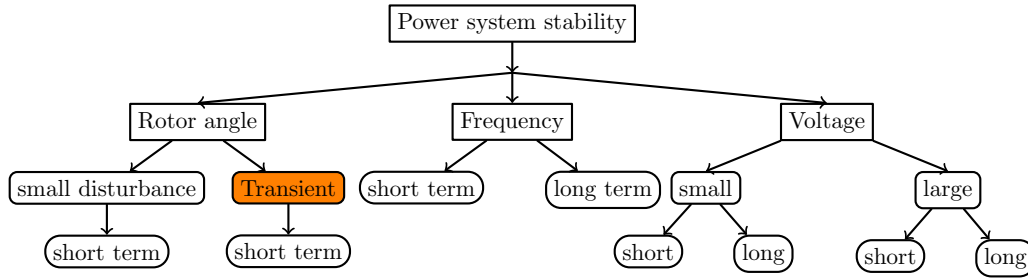 Power system stability
Rotor angle
Frequency
Voltage
small disturbance
Transient
short term
long term
small
large
short term
short term
short
long
short
long